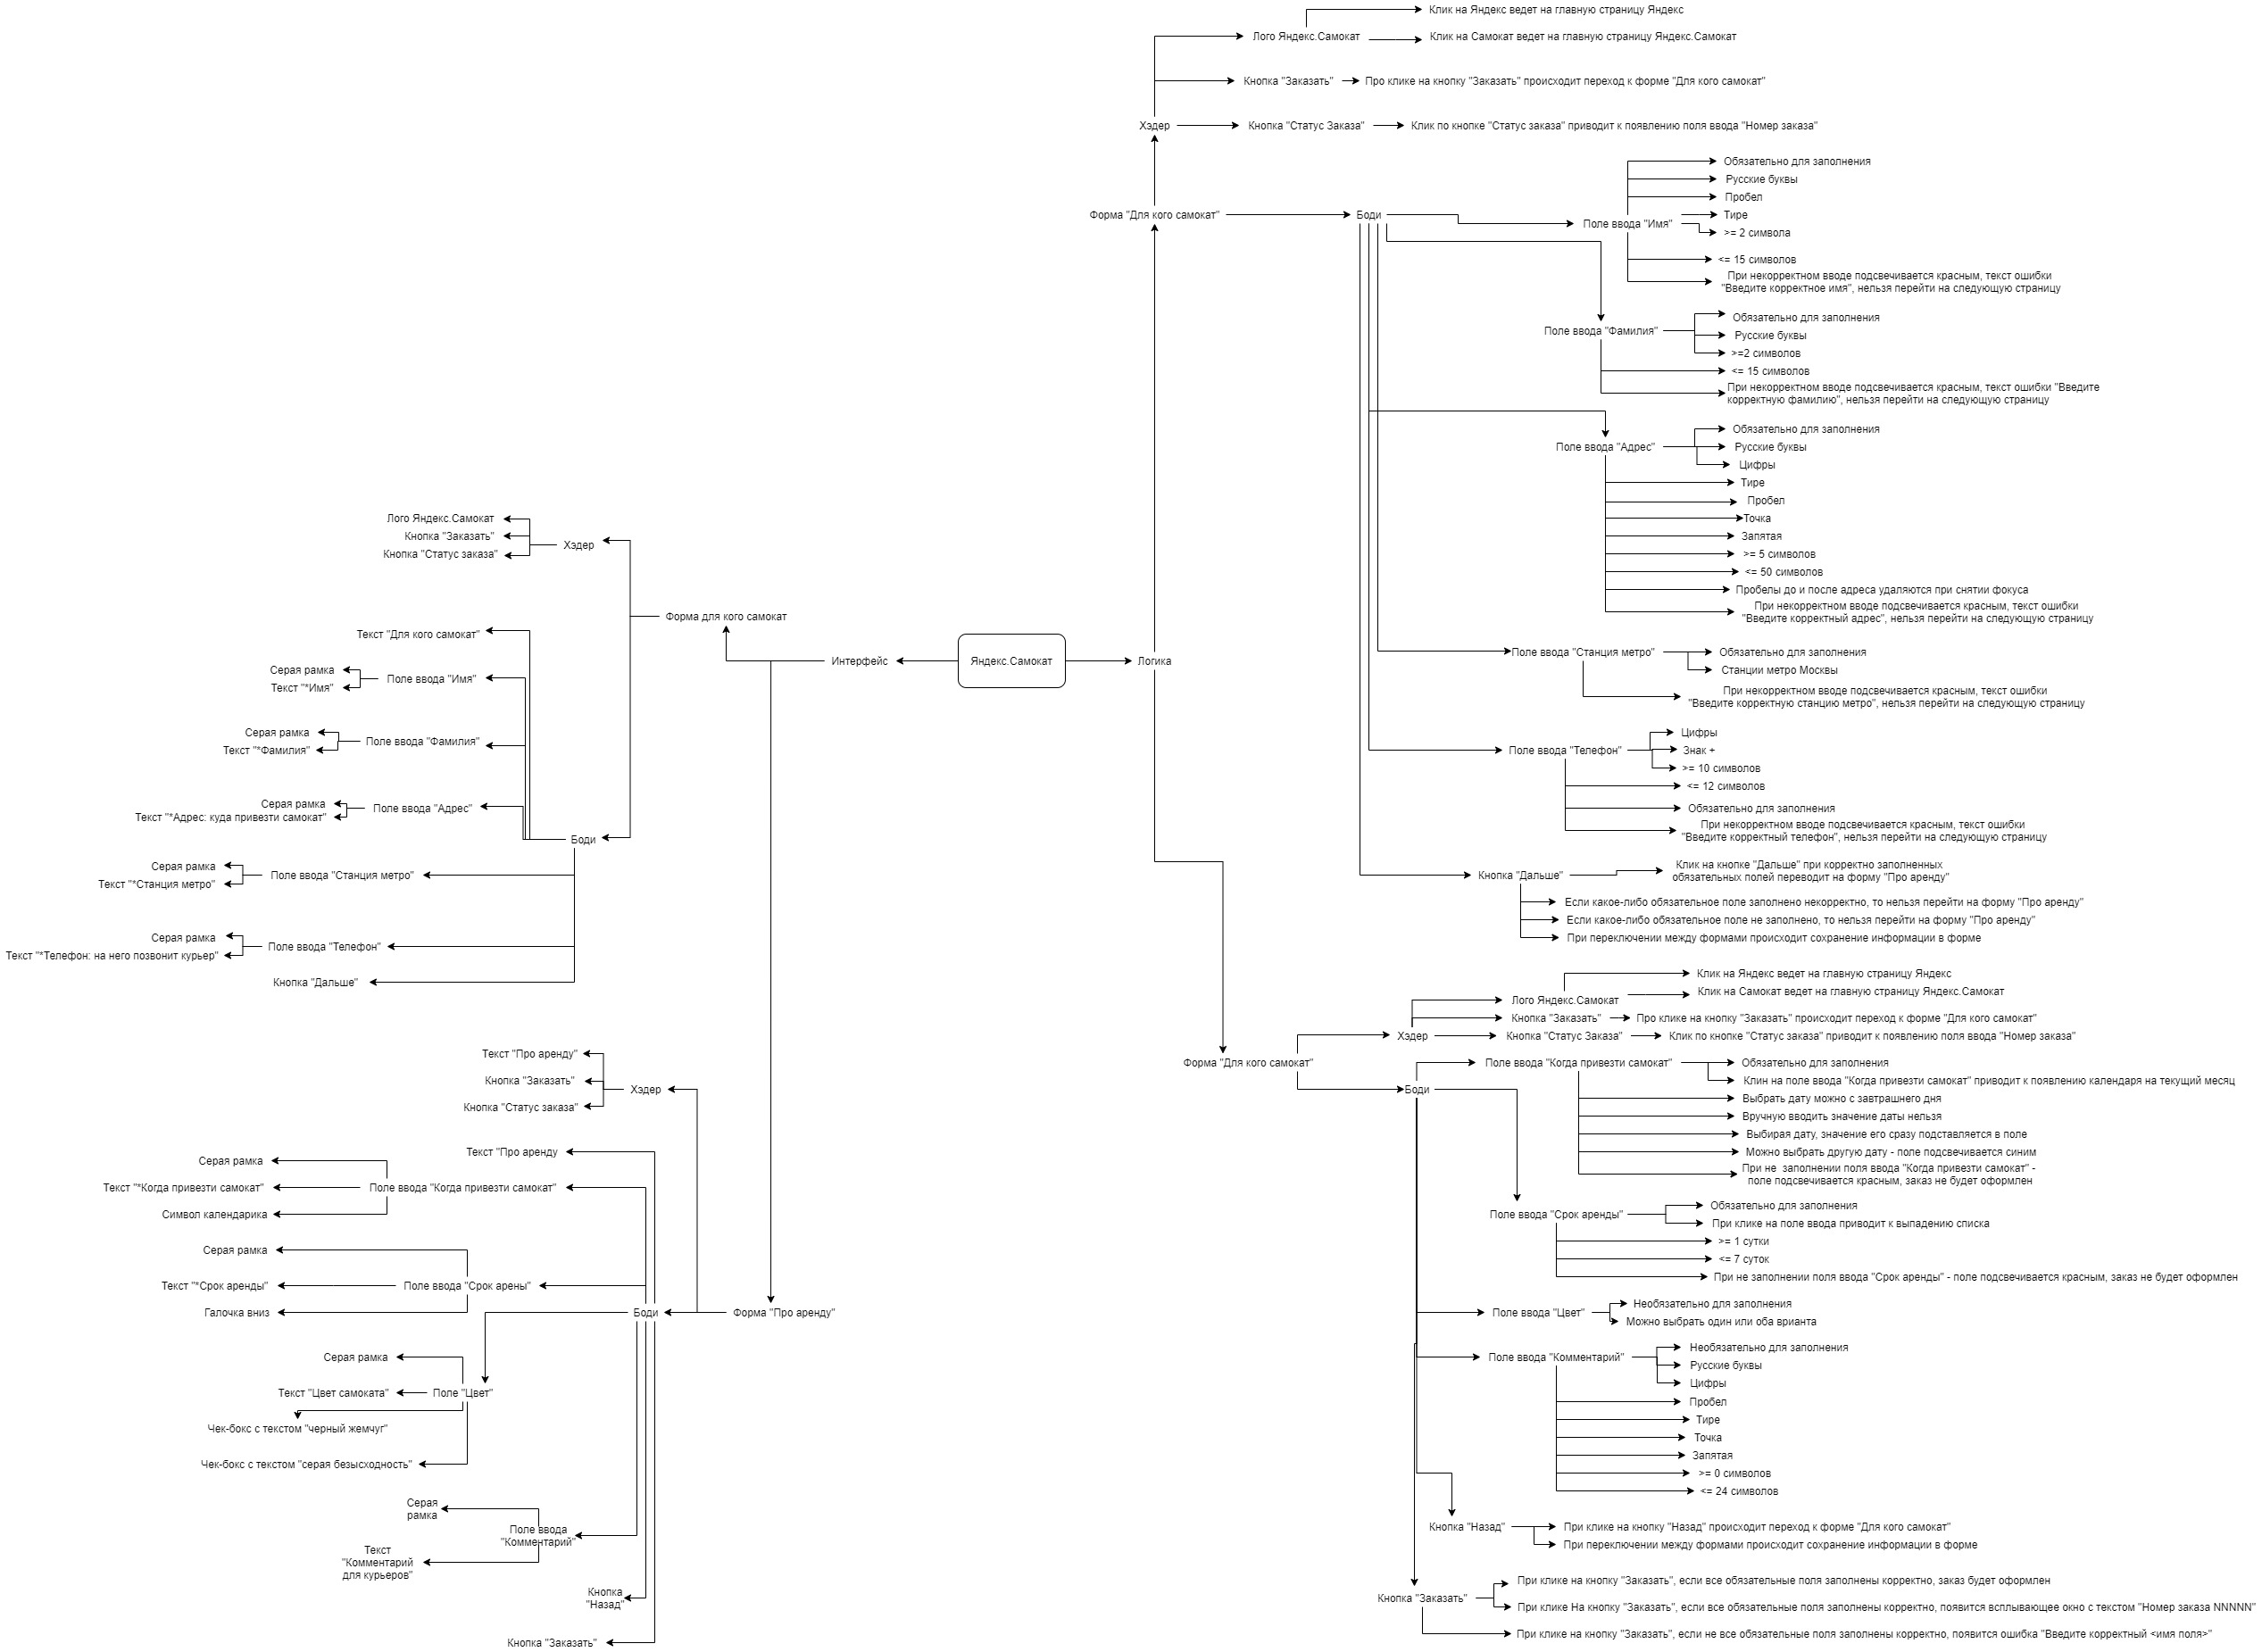 Яндекс.Самокат
Интерфейс
Форма для кого самокат
Хэдер
Лого Яндекс.Самокат
Кнопка "Заказать"
Кнопка "Статус заказа"
Боди
Текст "Для кого самокат"
Поле ввода "Имя"
Серая рамка
Текст "*Имя"
Поле ввода "Фамилия"
Серая рамка
Текст "*Фамилия"
Поле ввода "Адрес"
Серая рамка
Текст "*Адрес: куда привезти самокат"
Поле ввода "Станция метро"
Серая рамка
Текст "*Станция метро"
Поле ввода "Телефон"
Серая рамка
Текст "*Телефон: на него позвонит курьер"
Кнопка "Дальше"
Форма "Про аренду"
Хэдер
Текст "Про аренду"
Кнопка "Заказать"
Кнопка "Статус заказа"
Боди
Текст "Про аренду
Поле ввода "Когда привезти самокат"
Серая рамка
Текст "*Когда привезти самокат"
Символ календарика
Поле ввода "Срок арены"
Серая рамка
Текст "*Срок аренды"
Галочка вниз
Поле "Цвет"
Серая рамка
Текст "Цвет самоката"
Чек-бокс с текстом "черный жемчуг"
Чек-бокс с текстом "серая безысходность"
Поле ввода
"Комментарий"
Серая
рамка
Текст
"Комментарий
для курьеров"
Кнопка
"Назад"
Кнопка "Заказать"
Логика
Форма "Для кого самокат"
Хэдер
Лого Яндекс.Самокат
Клик на Яндекс ведет на главную страницу Яндекс
Клик на Самокат ведет на главную страницу Яндекс.Самокат
Кнопка "Заказать"
Про клике на кнопку "Заказать" происходит переход к форме "Для кого самокат"
Кнопка "Статус Заказа"
Клик по кнопке "Статус заказа" приводит к появлению поля ввода "Номер заказа"
Боди
Поле ввода "Имя"
Обязательно для заполнения
Русские буквы
Пробел
Тире
>= 2 символа
<= 15 символов
При некорректном вводе подсвечивается красным, текст ошибки
"Введите корректное имя", нельзя перейти на следующую страницу
Поле ввода "Фамилия"
Обязательно для заполнения
Русские буквы
>=2 символов
<= 15 символов
При некорректном вводе подсвечивается красным, текст ошибки "Введите
корректную фамилию", нельзя перейти на следующую страницу
Поле ввода "Адрес"
Обязательно для заполнения
Русские буквы
Цифры
Тире
Пробел
Точка
Запятая
>= 5 символов
<= 50 символов
Пробелы до и после адреса удаляются при снятии фокуса
При некорректном вводе подсвечивается красным, текст ошибки
"Введите корректный адрес", нельзя перейти на следующую страницу
Поле ввода "Станция метро"
Обязательно для заполнения
Станции метро Москвы
При некорректном вводе подсвечивается красным, текст ошибки
"Введите корректную станцию метро", нельзя перейти на следующую страницу
Поле ввода "Телефон"
Цифры
Знак +
>= 10 символов
<= 12 символов
Обязательно для заполнения
При некорректном вводе подсвечивается красным, текст ошибки
"Введите корректный телефон", нельзя перейти на следующую страницу
Кнопка "Дальше"
Клик на кнопке "Дальше" при корректно заполненных
обязательных полей переводит на форму "Про аренду"
Если какое-либо обязательное поле заполнено некорректно, то нельзя перейти на форму "Про аренду"
Если какое-либо обязательное поле не заполнено, то нельзя перейти на форму "Про аренду"
При переключении между формами происходит сохранение информации в форме
Форма "Для кого самокат"
Хэдер
Лого Яндекс.Самокат
Клик на Яндекс ведет на главную страницу Яндекс
Клик на Самокат ведет на главную страницу Яндекс.Самокат
Кнопка "Заказать"
Про клике на кнопку "Заказать" происходит переход к форме "Для кого самокат"
Кнопка "Статус Заказа"
Клик по кнопке "Статус заказа" приводит к появлению поля ввода "Номер заказа"
Боди
Поле ввода "Когда привезти самокат"
Обязательно для заполнения
Клин на поле ввода "Когда привезти самокат" приводит к появлению календаря на текущий месяц
Выбрать дату можно с завтрашнего дня
Вручную вводить значение даты нельзя
Выбирая дату, значение его сразу подставляется в поле
Можно выбрать другую дату - поле подсвечивается синим
При не  заполнении поля ввода "Когда привезти самокат" -
поле подсвечивается красным, заказ не будет оформлен
Поле ввода "Срок аренды"
Обязательно для заполнения
При клике на поле ввода приводит к выпадению списка
>= 1 сутки
<= 7 суток
При не заполнении поля ввода "Срок аренды" - поле подсвечивается красным, заказ не будет оформлен
Поле ввода "Цвет"
Необязательно для заполнения
Можно выбрать один или оба врианта
Поле ввода "Комментарий"
Необязательно для заполнения
Русские буквы
Цифры
Пробел
Тире
Точка
Запятая
>= 0 символов
<= 24 символов
Кнопка "Назад"
При клике на кнопку "Назад" происходит переход к форме "Для кого самокат"
При переключении между формами происходит сохранение информации в форме
Кнопка "Заказать"
При клике на кнопку "Заказать", если все обязательные поля заполнены корректно, заказ будет оформлен
При клике На кнопку "Заказать", если все обязательные поля заполнены корректно, появится всплывающее окно с текстом "Номер заказа NNNNN"
При клике на кнопку "Заказать", если не все обязательные поля заполнены корректно, появится ошибка "Введите корректный <имя поля>"